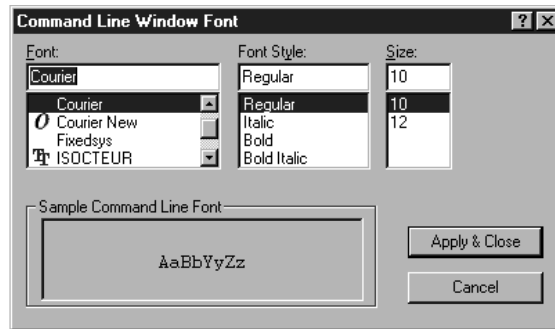 Command Line Window Font
Font:
Courier
Courier
Courier New
Fixedsys
ISOCTEUR
Font Style:
Regular
Regular
Italic
Bold
Bold Italic
Size:
10
10
12
Sample Command Line Font
AaBbYyZz
Apply & Close
Cancel